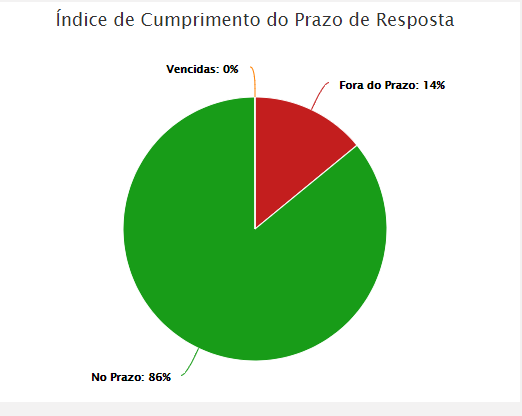 Índice de Cumprimento do Prazo de Resposta
Vencidas: 0%
Fora do Prazo: 14%
No Prazo: 86%